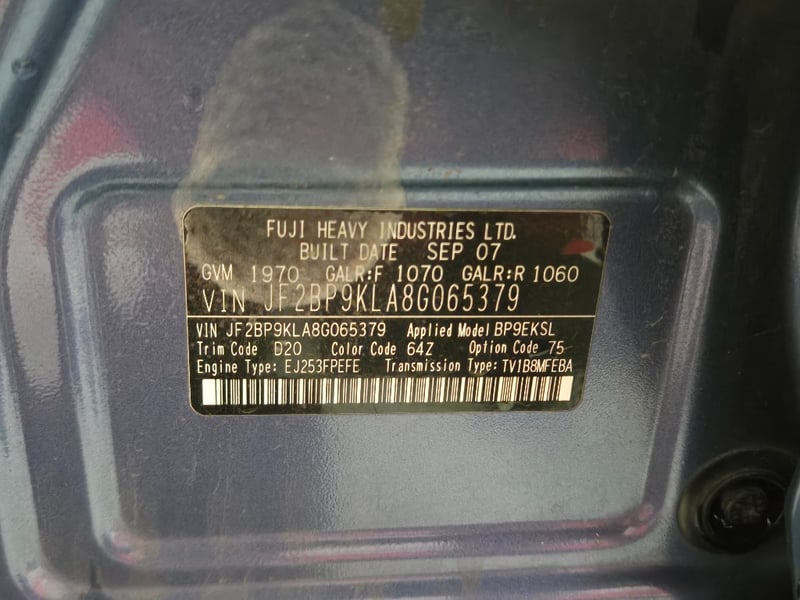 FUJI HEAVY INDUSTRIES LTD.
BUILT DATE SEP 07
GVM 1970 GALR:F 1070 GALR:R 1060
VIN JF2BP9KLA8G065379
VIN JF2BP9KLA8G065379 Applied Model BP9EKSL
Trim Code D20 Color Code 64Z Option Code 75
Engine Type: EJ253FPEFE Transmission Type: TV1B8MFEBA